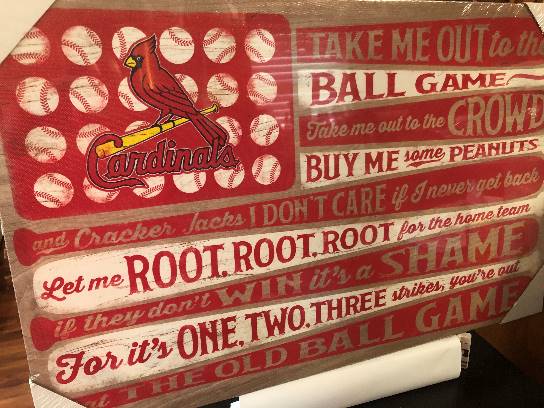 Cardinals
TAKE ME OUT to the
BALL GAME
Take me out to the CROWD
BUY ME some PEANUTS
and Cracker Jacks I DON'T CARE if I never get back
Let me ROOT, ROOT, ROOT for the home team
if they don't WIN it's a SHAME
For it's ONE, TWO, THREE strikes, you're out
at THE OLD BALL GAME